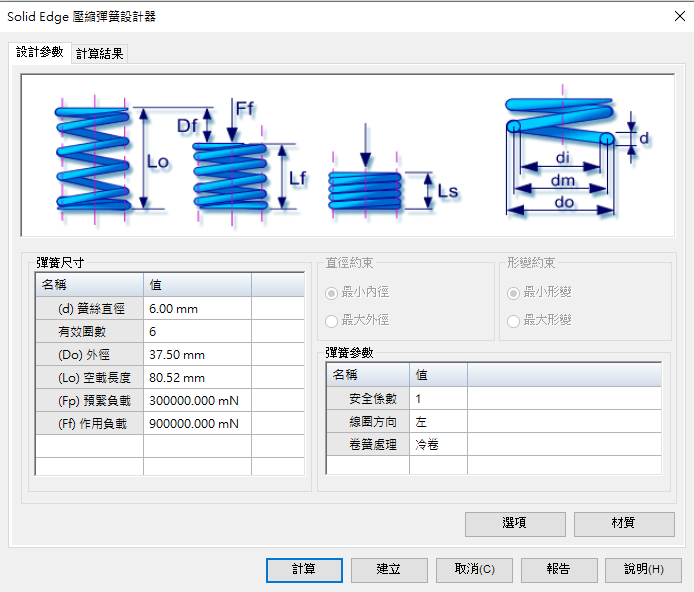 Solid Edge 壓縮彈簧設計器
設計參數 計算結果
Ff
Df
Lo
Lf
Ls
d
di
dm
do
彈簧尺寸
名稱 值
(d) 簧絲直徑 6.00 mm
有效圈數 6
(Do) 外徑 37.50 mm
(Lo) 空載長度 80.52 mm
(Fp) 預緊負載 300000.000 mN
(Ff) 作用負載 900000.000 mN
直徑約束
最小內徑
最大外徑
形變約束
最小形變
最大形變
彈簧參數
名稱 值
安全係數 1
線圈方向 左
卷簧處理 冷卷
選項 材質
計算 建立 取消(C) 報告 說明(H)